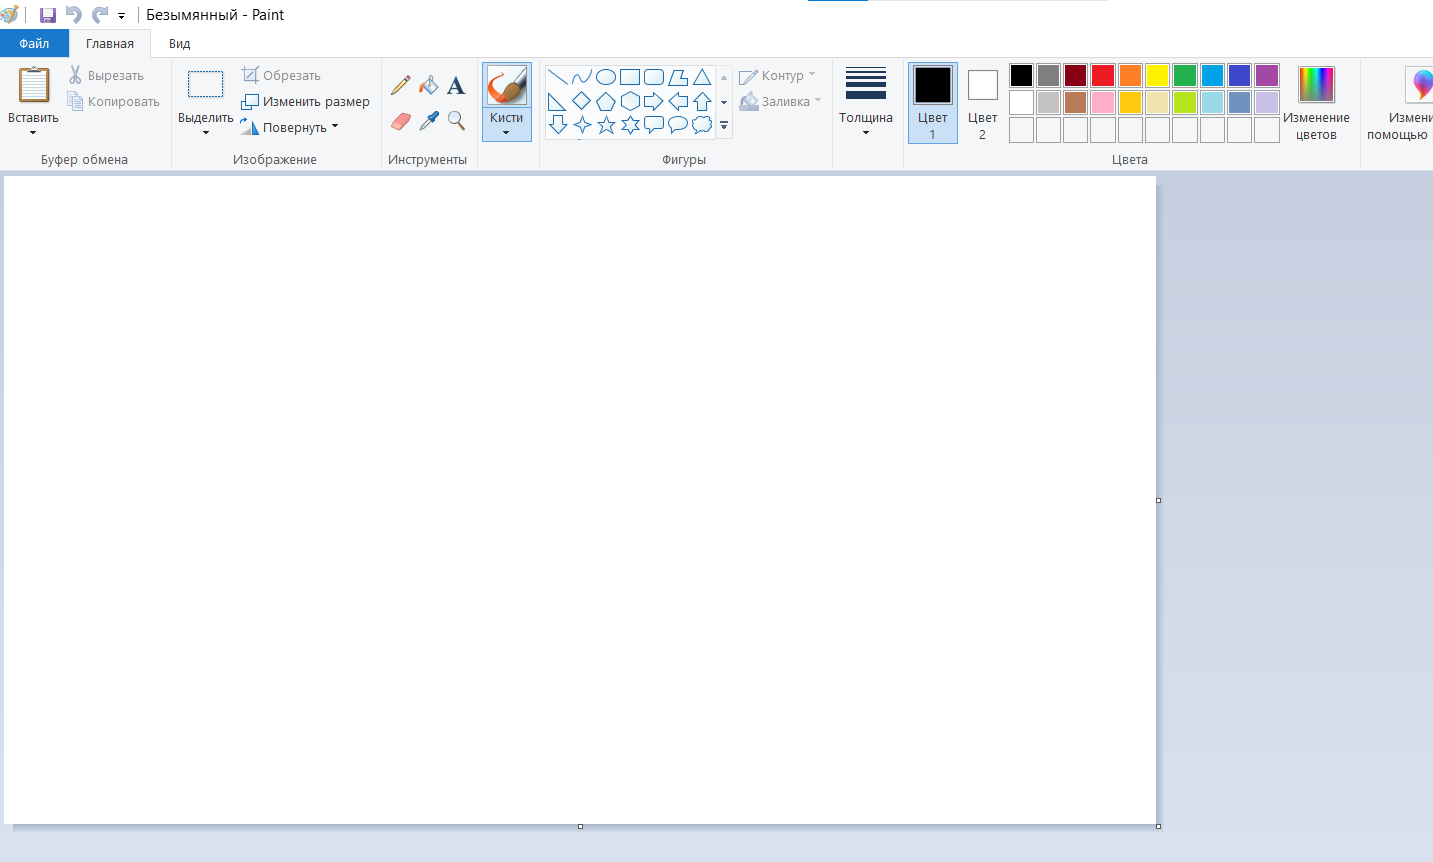 Безымянный - Paint
Файл Главная Вид
Вставить
Вырезать
Копировать
Буфер обмена
Выделить
Обрезать
Изменить размер
Повернуть
Изображение
A
Инструменты
Кисти
Контур
Заливка
Фигуры
Толщина
Цвет
1
Цвет
2
Изменение
цветов
Цвета
помощью